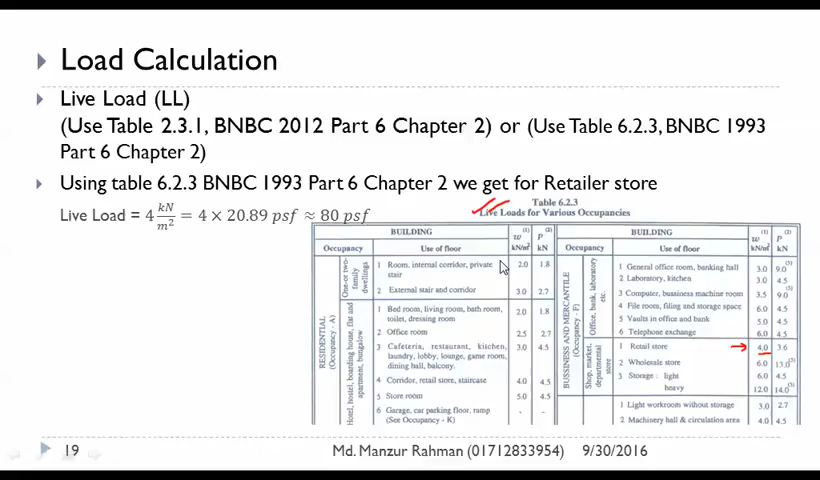 Load Calculation
Live Load (LL)
(Use Table 2.3.1, BNBC 2012 Part 6 Chapter 2) or (Use Table 6.2.3, BNBC 1993
Part 6 Chapter 2)
Using table 6.2.3 BNBC 1993 Part 6 Chapter 2 we get for Retailer store
Live Load = 4 kN/m² = 4 × 20.89 psf ≈ 80 psf
Table 6.2.3
Live Loads for Various Occupancies
BUILDING
Occupancy
Use of floor
w (1) kN/m²
P (2) kN
RESIDENTIAL (Occupancy - A)
One-or two-family dwellings
1 Room, internal corridor, private stair 2.0 1.8
2 External stair and corridor 3.0 2.7
Hotel, hostel, boarding house, flat and apartment, bungalow
1 Bed room, living room, bath room, toilet, dressing room 2.0 1.8
2 Office room 2.5 2.7
3 Cafeteria, restaurant, kitchen, laundry, lobby, lounge, game room, dining hall, balcony. 3.0 4.5
4 Corridor, retail store, staircase 4.0 4.5
5 Store room 5.0 4.5
6 Garage, car parking floor, ramp (See Occupancy - K) - -
BUILDING
Occupancy
Use of floor
w (1) kN/m²
P (2) kN
BUSSINESS AND MERCANTILE (Occupancy - F)
Office, bank, laboratory etc.
1 General office room, banking hall 3.0 9.0
2 Laboratory, kitchen 3.0 4.5
3 Computer, bussiness machine room 3.5 9.0
4 File room, filing and storage space 6.0 4.5
5 Vaults in office and bank 5.0 4.5
6 Telephone exchange 6.0 4.5
Shop, market, departmental store
1 Retail store 4.0 3.6
2 Wholesale store 6.0 13.0
3 Storage : light 6.0 4.5
heavy 12.0 14.0
1 Light workroom without storage 3.0 2.7
2 Machinery hall & circulation area 4.0 4.5
19
Md. Manzur Rahman (01712833954)
9/30/2016